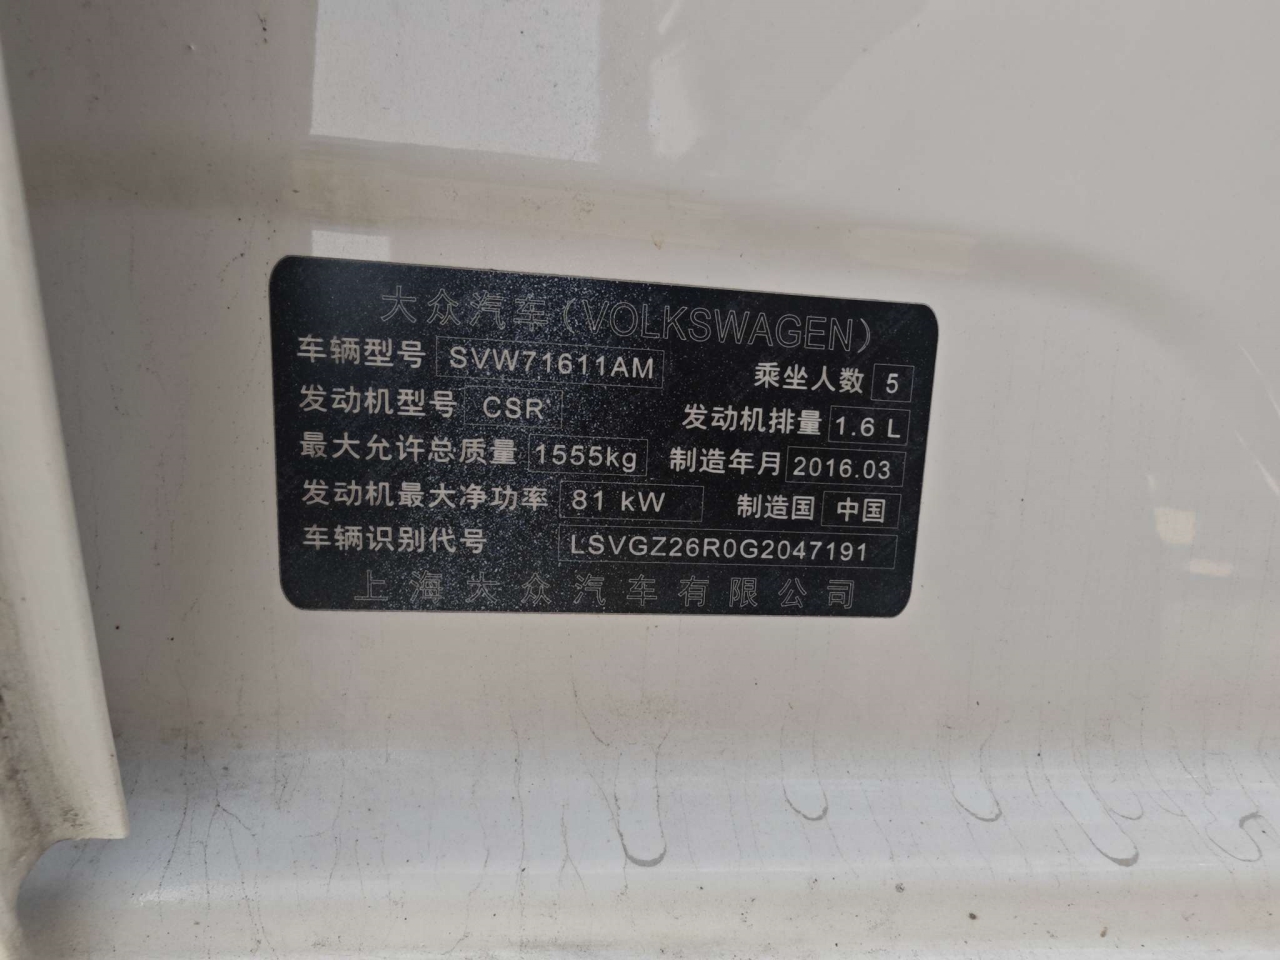 大众汽车(VOLKSWAGEN)
车辆型号 SVW71611AM 乘坐人数 5
发动机型号 CSR 发动机排量 1.6 L
最大允许总质量 1555kg 制造年月 2016.03
发动机最大净功率 81 kW 制造国 中国
车辆识别代号 LSVGZ26R0G2047191
上海大众汽车有限公司